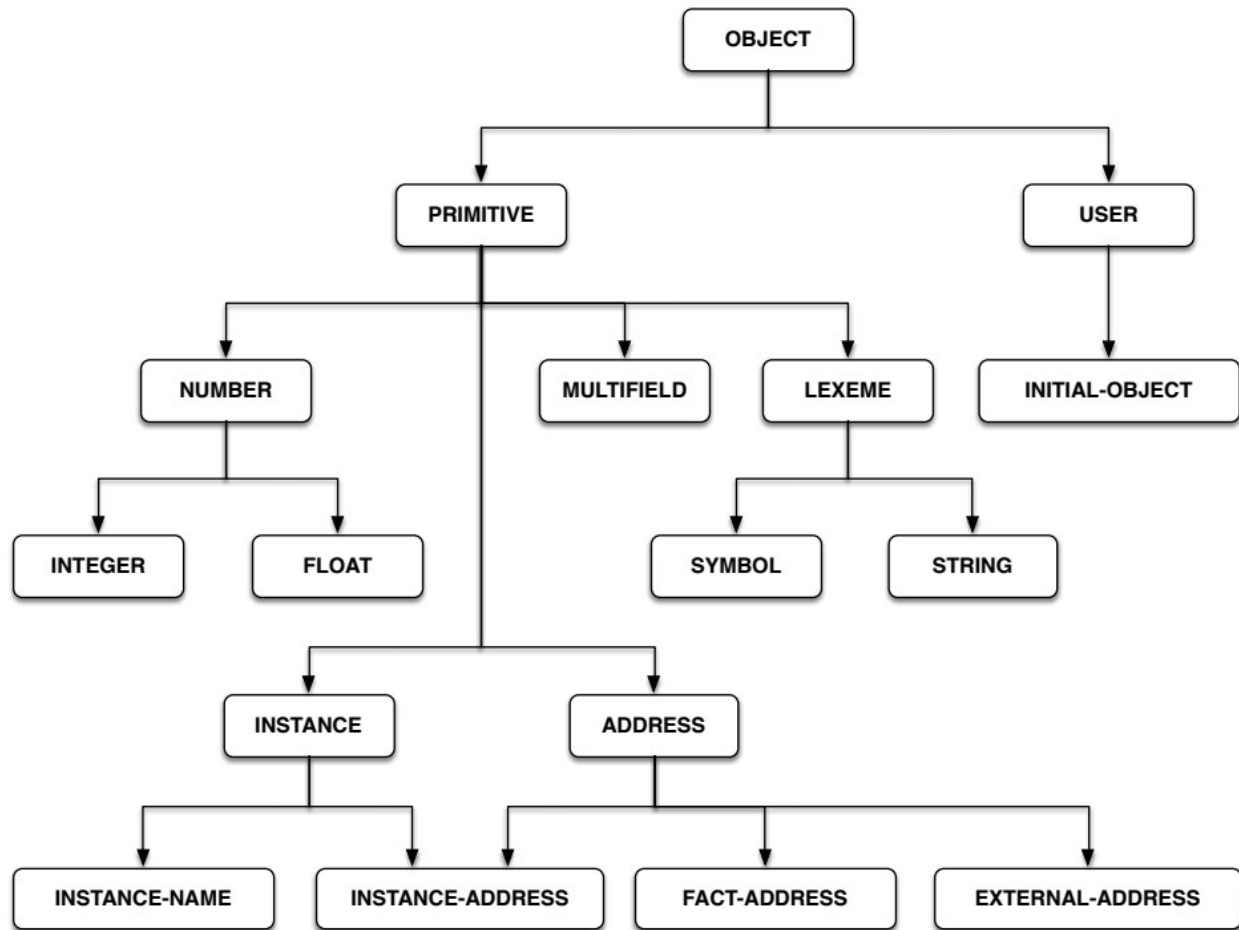 OBJECT
PRIMITIVE
USER
NUMBER
MULTIFIELD
LEXEME
INITIAL-OBJECT
INTEGER
FLOAT
SYMBOL
STRING
INSTANCE
ADDRESS
INSTANCE-NAME
INSTANCE-ADDRESS
FACT-ADDRESS
EXTERNAL-ADDRESS